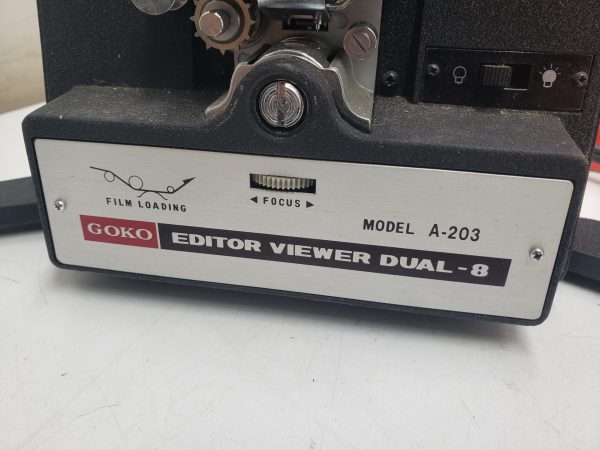 FILM LOADING
◄ FOCUS ►
MODEL A-203
GOKO EDITOR VIEWER DUAL-8